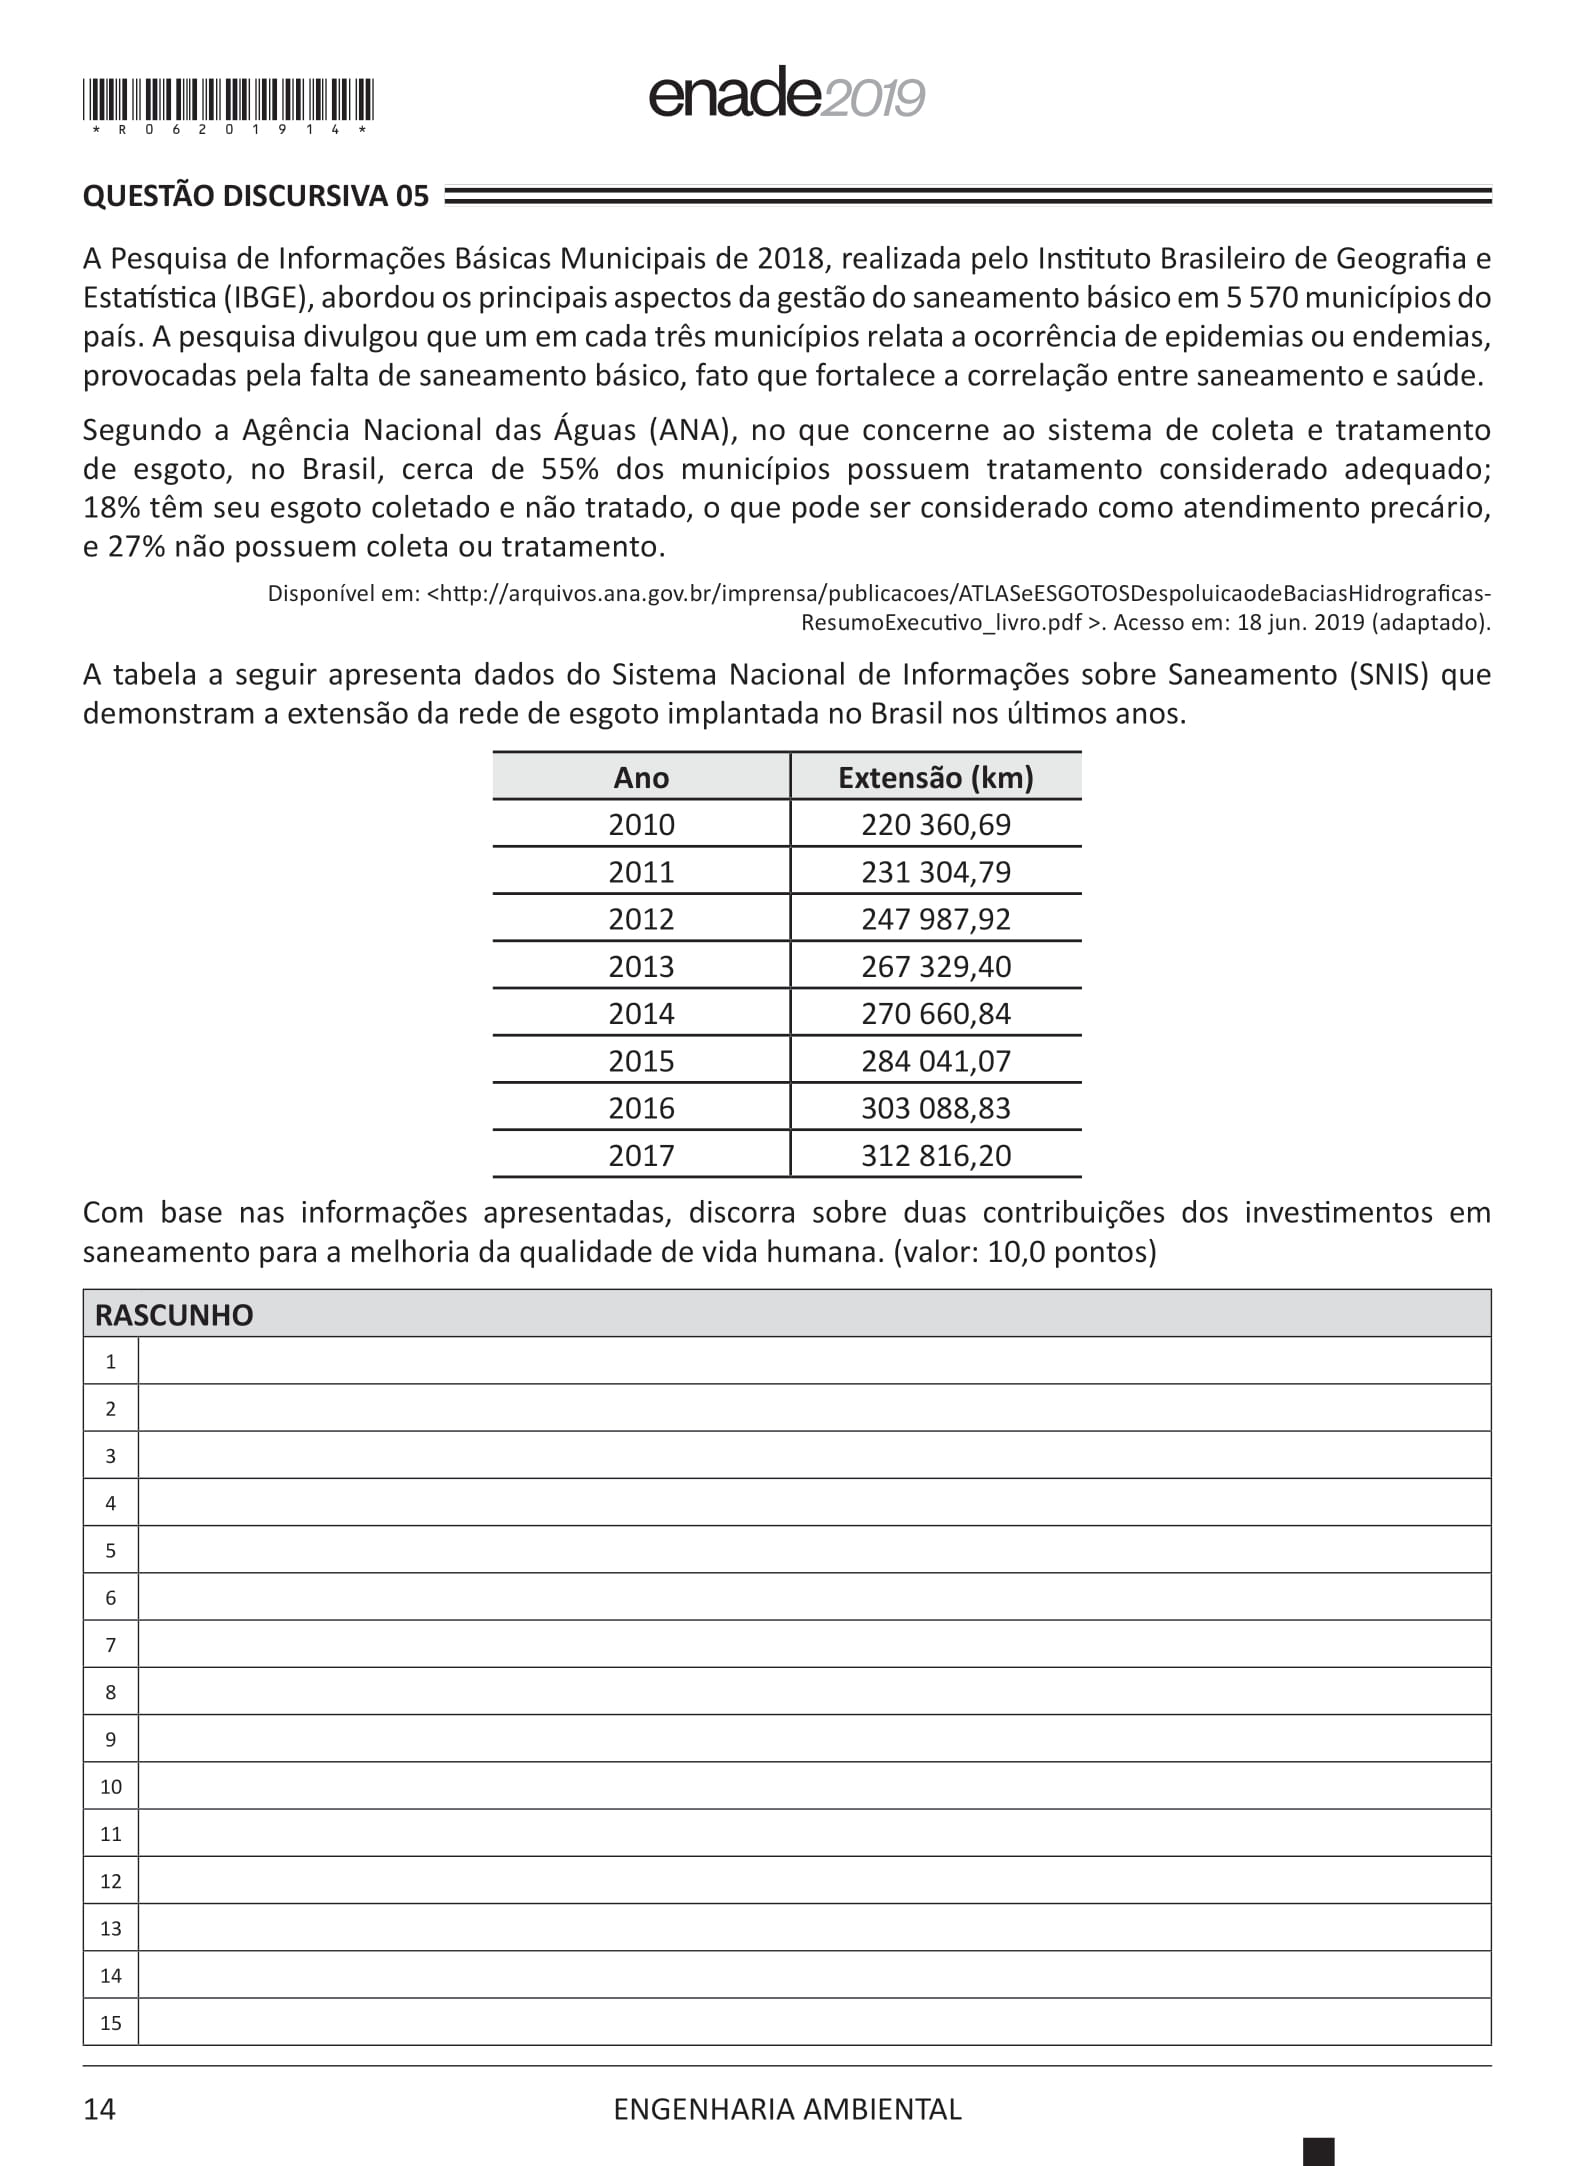 *R06201914*
enade2019
QUESTÃO DISCURSIVA 05
A Pesquisa de Informações Básicas Municipais de 2018, realizada pelo Instituto Brasileiro de Geografia e
Estatística (IBGE), abordou os principais aspectos da gestão do saneamento básico em 5 570 municípios do
país. A pesquisa divulgou que um em cada três municípios relata a ocorrência de epidemias ou endemias,
provocadas pela falta de saneamento básico, fato que fortalece a correlação entre saneamento e saúde.
Segundo a Agência Nacional das Águas (ANA), no que concerne ao sistema de coleta e tratamento
de esgoto, no Brasil, cerca de 55% dos municípios possuem tratamento considerado adequado;
18% têm seu esgoto coletado e não tratado, o que pode ser considerado como atendimento precário,
e 27% não possuem coleta ou tratamento.
Disponível em: <http://arquivos.ana.gov.br/imprensa/publicacoes/ATLASeESGOTOSDespoluicaodeBaciasHidrograficas-
ResumoExecutivo_livro.pdf >. Acesso em: 18 jun. 2019 (adaptado).
A tabela a seguir apresenta dados do Sistema Nacional de Informações sobre Saneamento (SNIS) que
demonstram a extensão da rede de esgoto implantada no Brasil nos últimos anos.
Ano Extensão (km)
2010 220 360,69
2011 231 304,79
2012 247 987,92
2013 267 329,40
2014 270 660,84
2015 284 041,07
2016 303 088,83
2017 312 816,20
Com base nas informações apresentadas, discorra sobre duas contribuições dos investimentos em
saneamento para a melhoria da qualidade de vida humana. (valor: 10,0 pontos)
RASCUNHO
1
2
3
4
5
6
7
8
9
10
11
12
13
14
15
14 ENGENHARIA AMBIENTAL